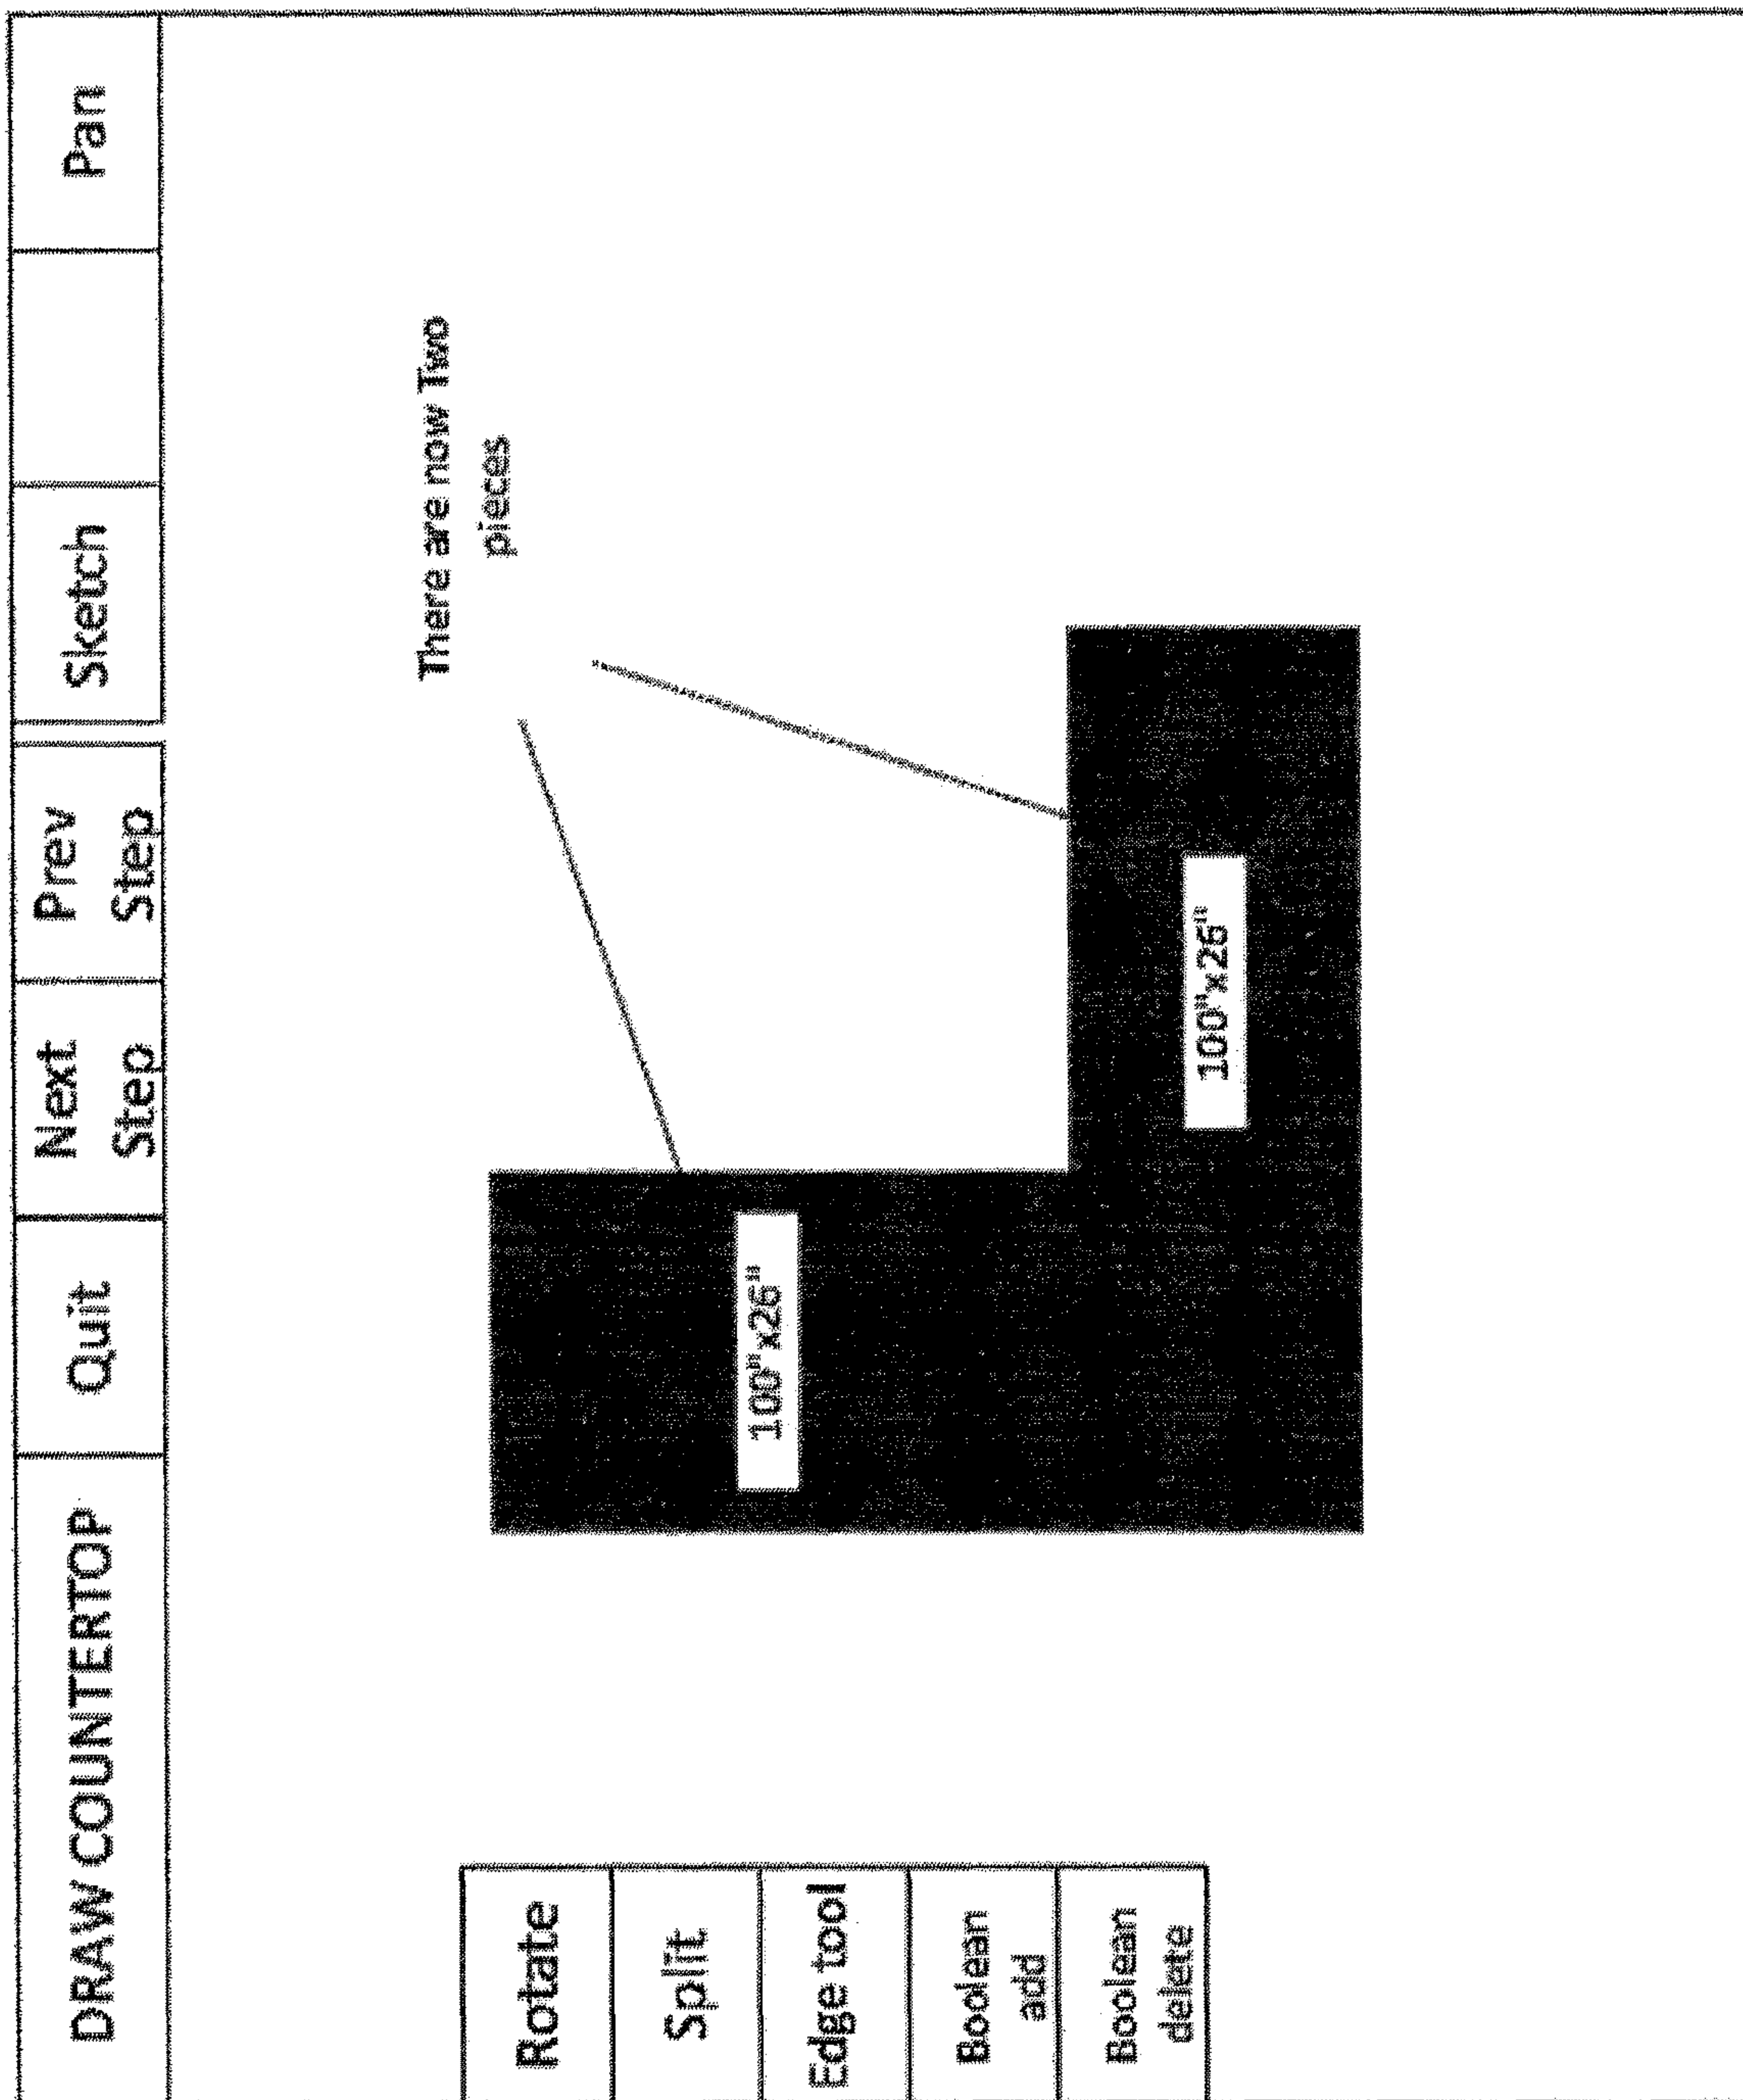 DRAW COUNTERTOP
Quit
Next
Step
Prev
Step
Sketch
Pan
There are now Two
pieces
Rotate
Split
Edge tool
Boolean
add
Boolean
delete
100"x26"
100"x26"